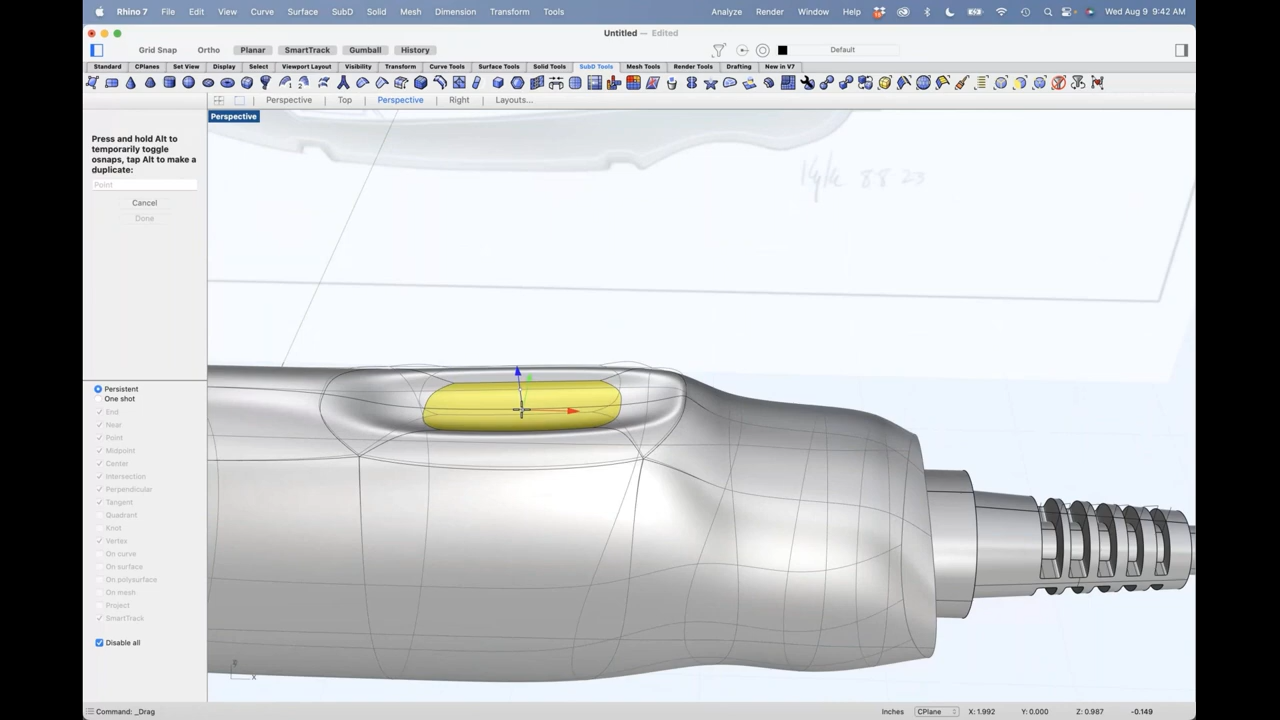 Rhino 7 File Edit View Curve Surface SubD Solid Mesh Dimension Transform Tools Analyze Render Window Help Wed Aug 9 9:42 AM
Untitled — Edited
Grid Snap Ortho Planar SmartTrack Gumball History Default
Standard CPlanes Set View Display Select Viewport Layout Visibility Transform Curve Tools Surface Tools Solid Tools SubD Tools Mesh Tools Render Tools Drafting New in V7
Perspective Top Perspective Right Layouts...
Perspective
Press and hold Alt to
temporarily toggle
osnaps, tap Alt to make a
duplicate:
Point
Cancel
Done
Kyle 8 8 23
Persistent
One shot
End
Near
Point
Midpoint
Center
Intersection
Perpendicular
Tangent
Quadrant
Knot
Vertex
On curve
On surface
On polysurface
On mesh
Project
SmartTrack
Disable all
z
x
Command: _Drag Inches CPlane X: 1.992 Y: 0.000 Z: 0.987 -0.149